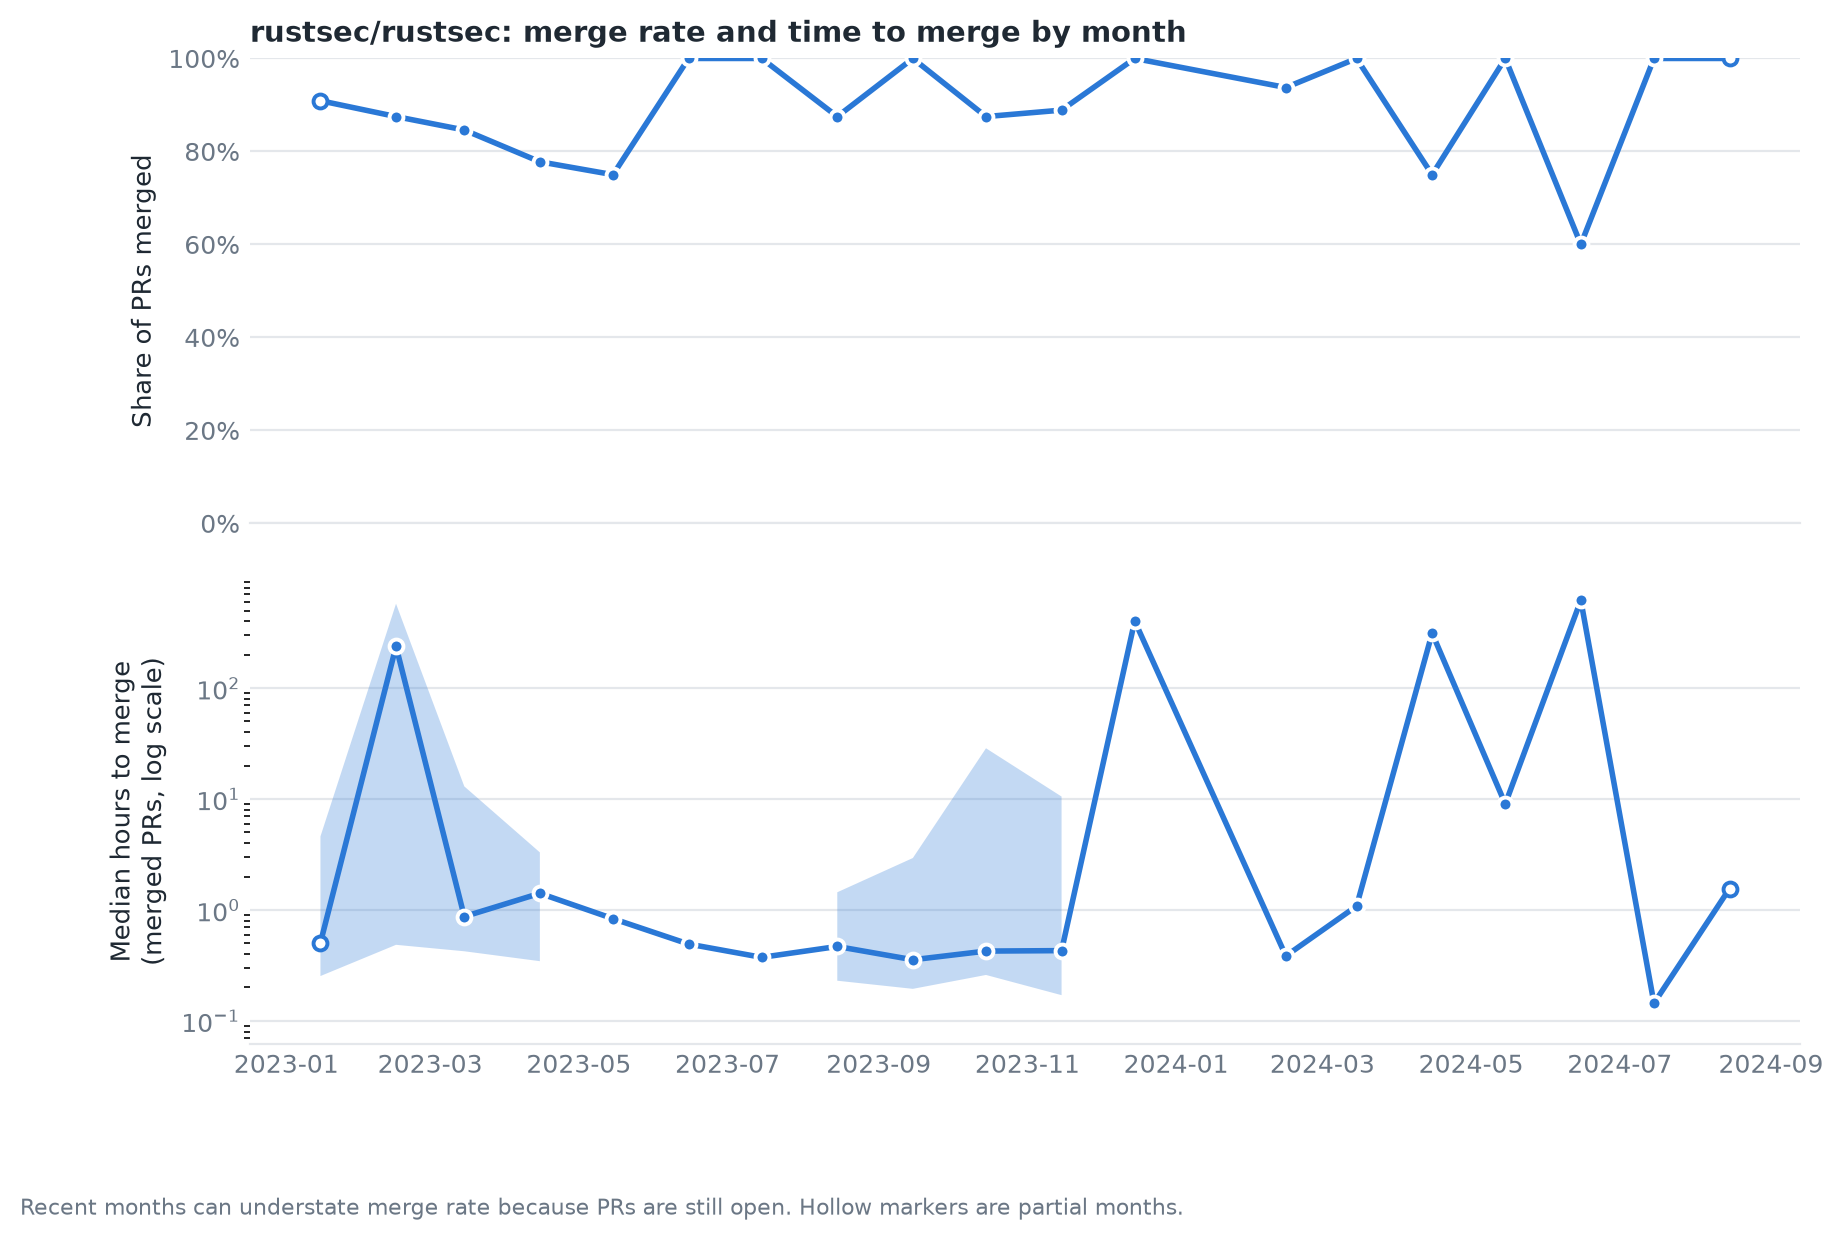 rustsec/rustsec: merge rate and time to merge by month
Share of PRs merged
100%
80%
60%
40%
20%
0%
Median hours to merge
(merged PRs, log scale)
10²
10¹
10⁰
10⁻¹
2023-01 2023-03 2023-05 2023-07 2023-09 2023-11 2024-01 2024-03 2024-05 2024-07 2024-09
Recent months can understate merge rate because PRs are still open. Hollow markers are partial months.